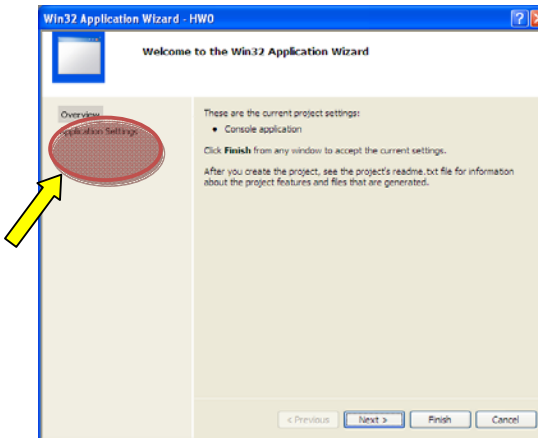 Win32 Application Wizard - HW0
Welcome to the Win32 Application Wizard
Overview
Application Settings
These are the current project settings:
• Console application
Click Finish from any window to accept the current settings.
After you create the project, see the project's readme.txt file for information
about the project features and files that are generated.
< Previous
Next >
Finish
Cancel